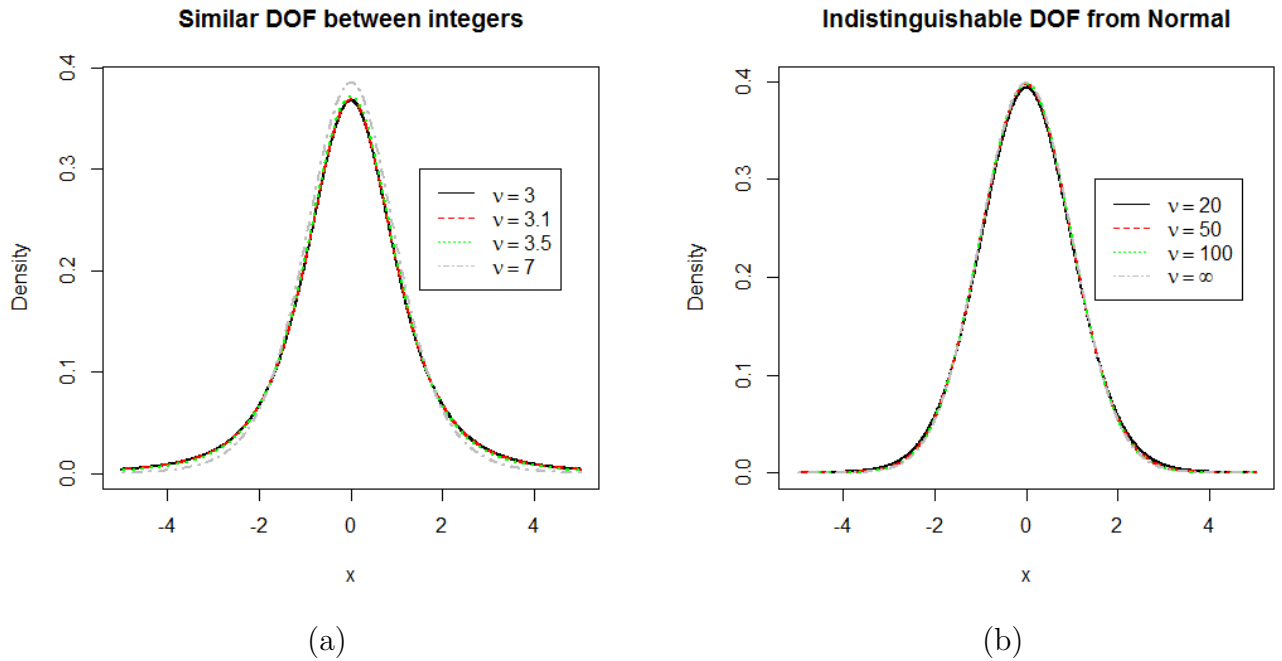 Similar DOF between integers
Density
0.0
0.1
0.2
0.3
0.4
-4
-2
0
2
4
x
ν = 3
ν = 3.1
ν = 3.5
ν = 7
(a)
Indistinguishable DOF from Normal
Density
0.0
0.1
0.2
0.3
0.4
-4
-2
0
2
4
x
ν = 20
ν = 50
ν = 100
ν = ∞
(b)